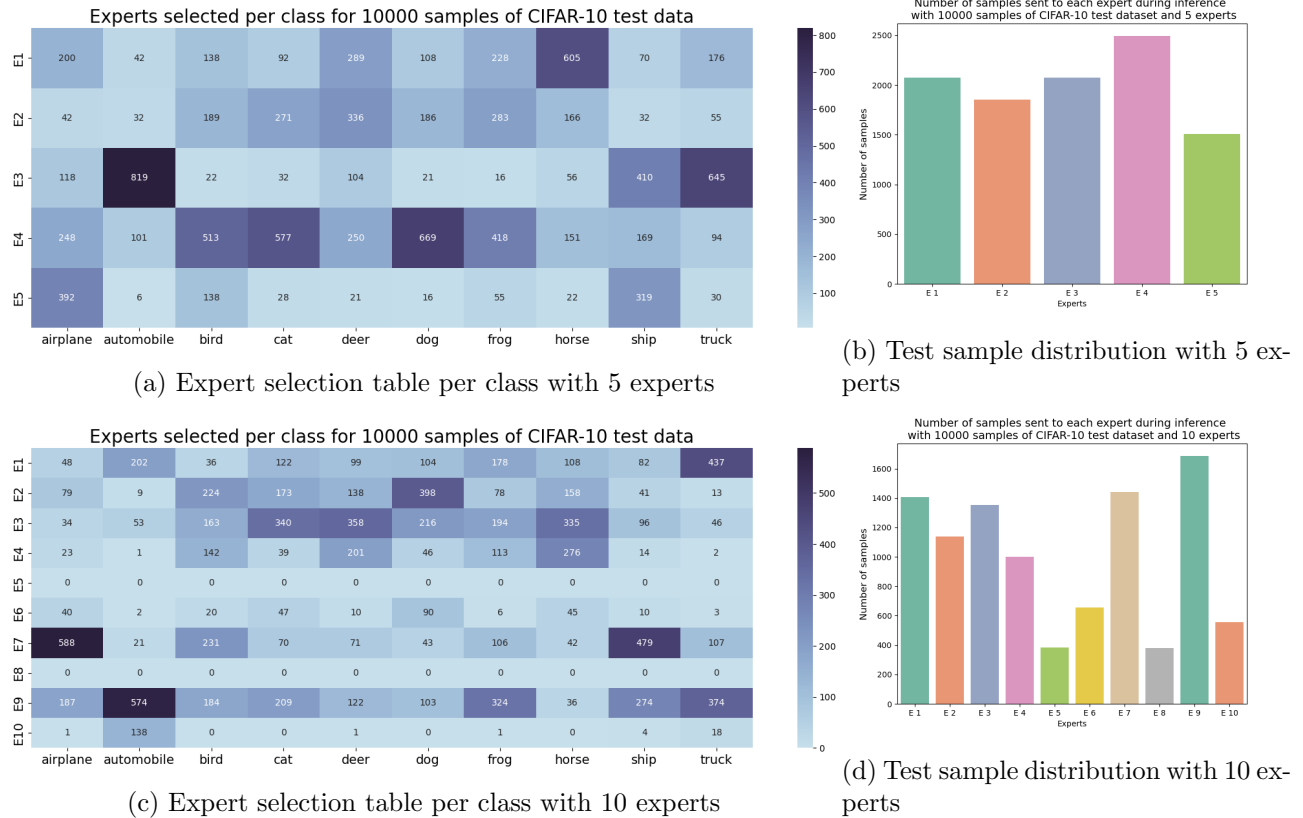 Experts selected per class for 10000 samples of CIFAR-10 test data
E1 200 42 138 92 289 108 228 605 70 176
E2 42 32 189 271 336 186 283 166 32 55
E3 118 819 22 32 104 21 16 56 410 645
E4 248 101 513 577 250 669 418 151 169 94
E5 392 6 138 28 21 16 55 22 319 30
airplane automobile bird cat deer dog frog horse ship truck
800
700
600
500
400
300
200
100
(a) Expert selection table per class with 5 experts
Number of samples sent to each expert during inference
with 10000 samples of CIFAR-10 test dataset and 5 experts
Number of samples
2500
2000
1500
1000
500
0
E 1 E 2 E 3 E 4 E 5
Experts
(b) Test sample distribution with 5 ex-
perts
Experts selected per class for 10000 samples of CIFAR-10 test data
E1 48 202 36 122 99 104 178 108 82 437
E2 79 9 224 173 138 398 78 158 41 13
E3 34 53 163 340 358 216 194 335 96 46
E4 23 1 142 39 201 46 113 276 14 2
E5 0 0 0 0 0 0 0 0 0 0
E6 40 2 20 47 10 90 6 45 10 3
E7 588 21 231 70 71 43 106 42 479 107
E8 0 0 0 0 0 0 0 0 0 0
E9 187 574 184 209 122 103 324 36 274 374
E10 1 138 0 0 1 0 1 0 4 18
airplane automobile bird cat deer dog frog horse ship truck
500
400
300
200
100
0
(c) Expert selection table per class with 10 experts
Number of samples sent to each expert during inference
with 10000 samples of CIFAR-10 test dataset and 10 experts
Number of samples
1600
1400
1200
1000
800
600
400
200
0
E 1 E 2 E 3 E 4 E 5 E 6 E 7 E 8 E 9 E 10
Experts
(d) Test sample distribution with 10 ex-
perts